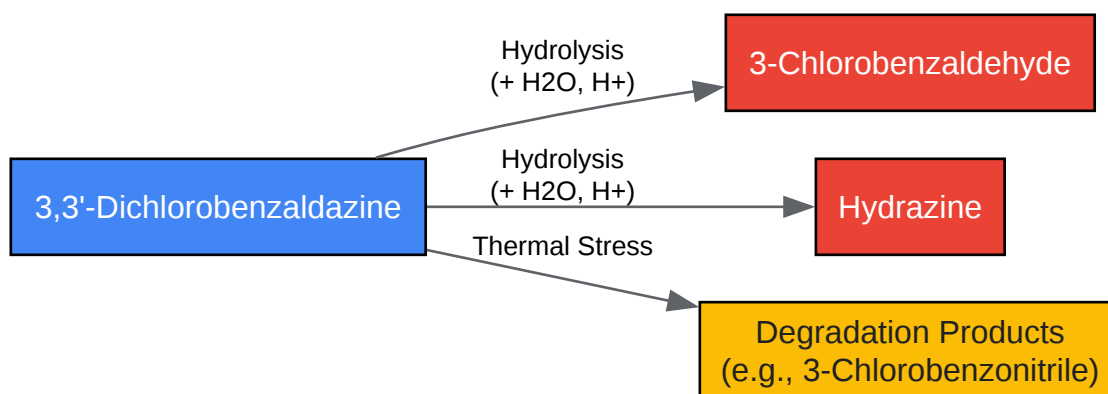 Hydrolysis
(+ H2O, H+)
3-Chlorobenzaldehyde
3,3'-Dichlorobenzaldazine
Hydrolysis
(+ H2O, H+)
Hydrazine
Thermal Stress
Degradation Products
(e.g., 3-Chlorobenzonitrile)